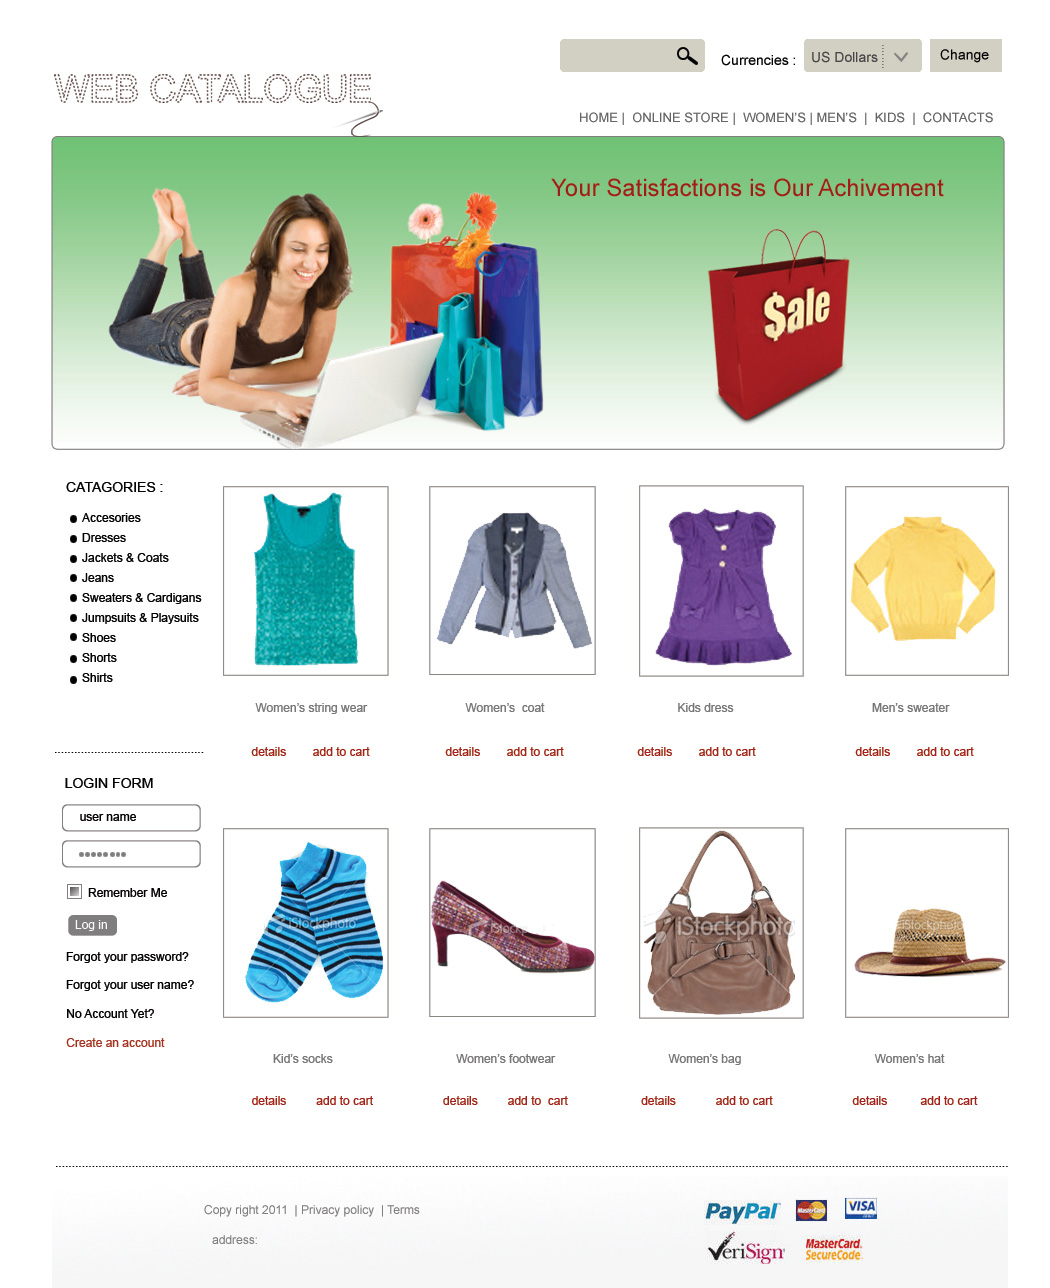 Currencies : US Dollars Change
WEB CATALOGUE
HOME | ONLINE STORE | WOMEN'S | MEN'S | KIDS | CONTACTS
Your Satisfactions is Our Achivement
$ale
CATAGORIES :
Accesories
Dresses
Jackets & Coats
Jeans
Sweaters & Cardigans
Jumpsuits & Playsuits
Shoes
Shorts
Shirts
Women's string wear
Women's coat
Kids dress
Men's sweater
details add to cart
details add to cart
details add to cart
details add to cart
LOGIN FORM
user name
Remember Me
Log in
Forgot your password?
Forgot your user name?
No Account Yet?
Create an account
iStockphoto
iStockp
iStockphoto
Kid's socks
Women's footwear
Women's bag
Women's hat
details add to cart
details add to cart
details add to cart
details add to cart
Copy right 2011 | Privacy policy | Terms
address:
PayPal
MasterCard
VISA
VeriSign
MasterCard.
SecureCode.